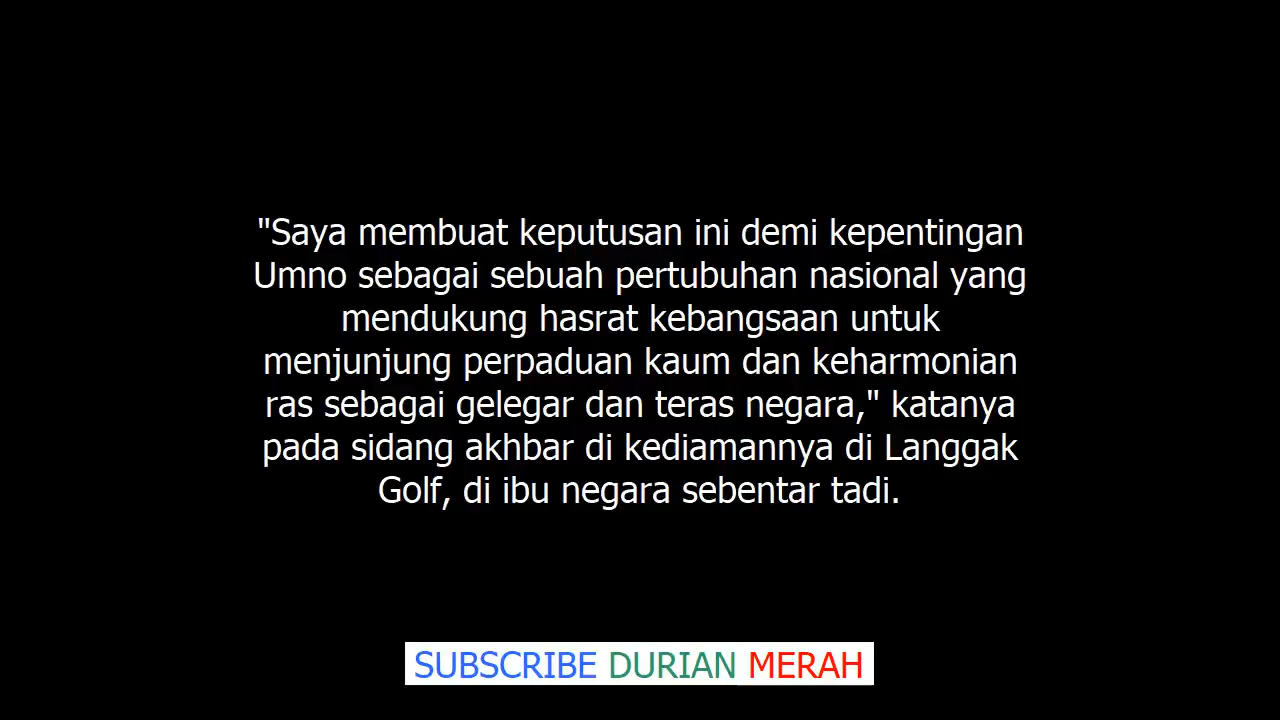 "Saya membuat keputusan ini demi kepentingan
Umno sebagai sebuah pertubuhan nasional yang
mendukung hasrat kebangsaan untuk
menjunjung perpaduan kaum dan keharmonian
ras sebagai gelegar dan teras negara," katanya
pada sidang akhbar di kediamannya di Langgak
Golf, di ibu negara sebentar tadi.
SUBSCRIBE DURIAN MERAH